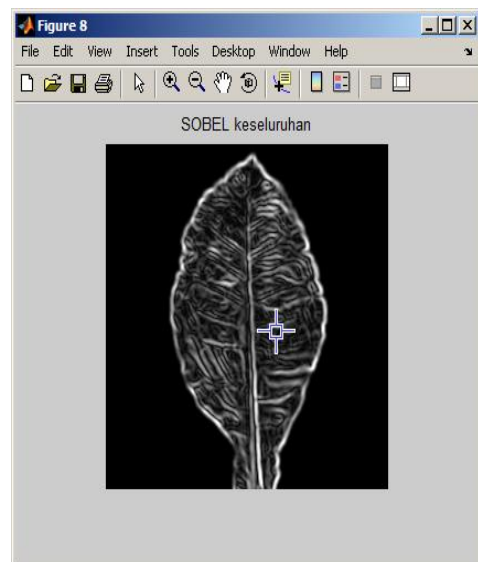 Figure 8
File Edit View Insert Tools Desktop Window Help
SOBEL keseluruhan